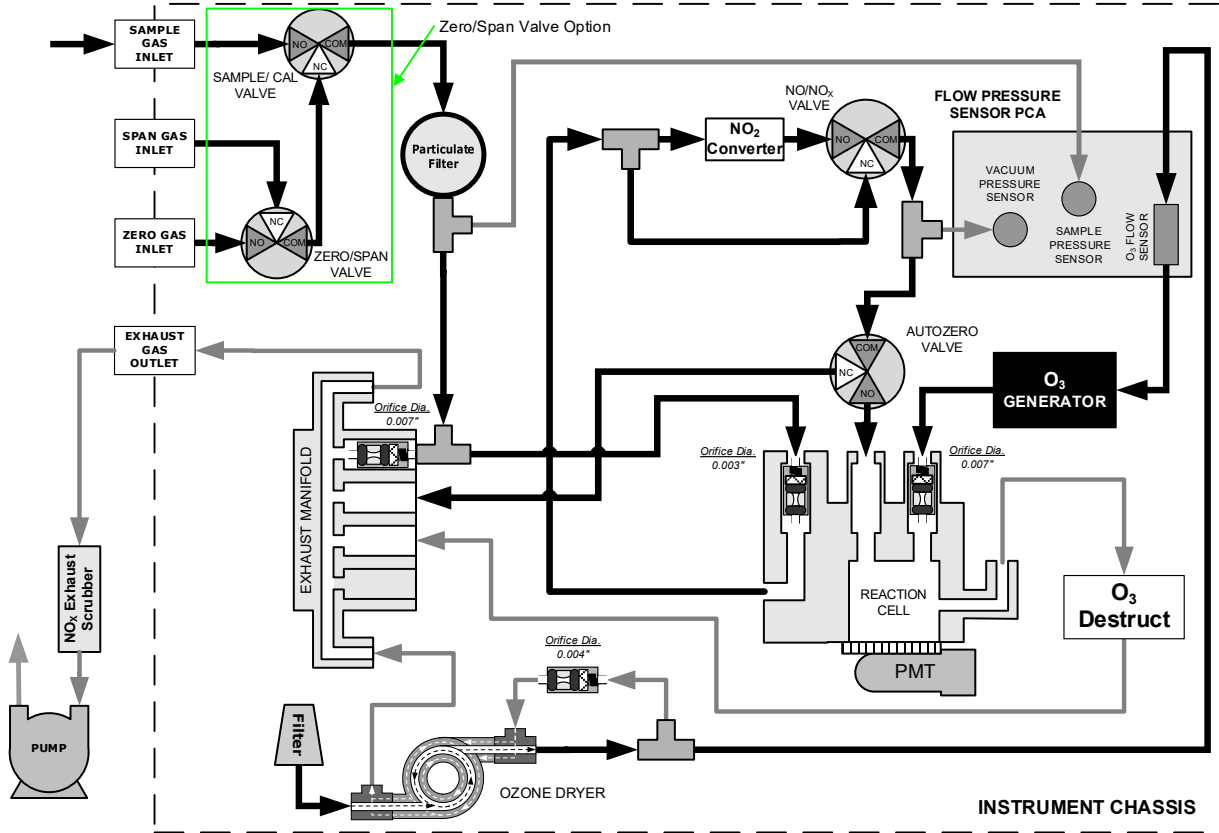 SAMPLE
GAS
INLET
NO
COM
NC
SAMPLE/ CAL
VALVE
Zero/Span Valve Option
SPAN GAS
INLET
ZERO GAS
INLET
NC
NO
COM
ZERO/SPAN
VALVE
Particulate
Filter
NO₂
Converter
NO/NOX
VALVE
NO
COM
NC
FLOW PRESSURE
SENSOR PCA
VACUUM
PRESSURE
SENSOR
SAMPLE
PRESSURE
SENSOR
O₃ FLOW
SENSOR
EXHAUST
GAS
OUTLET
AUTOZERO
VALVE
COM
NC
NO
O₃
GENERATOR
Orifice Dia.
0.007"
Orifice Dia.
0.003"
Orifice Dia.
0.007"
EXHAUST MANIFOLD
NOX Exhaust
Scrubber
REACTION
CELL
O₃
Destruct
PMT
Orifice Dia.
0.004"
Filter
PUMP
OZONE DRYER
INSTRUMENT CHASSIS